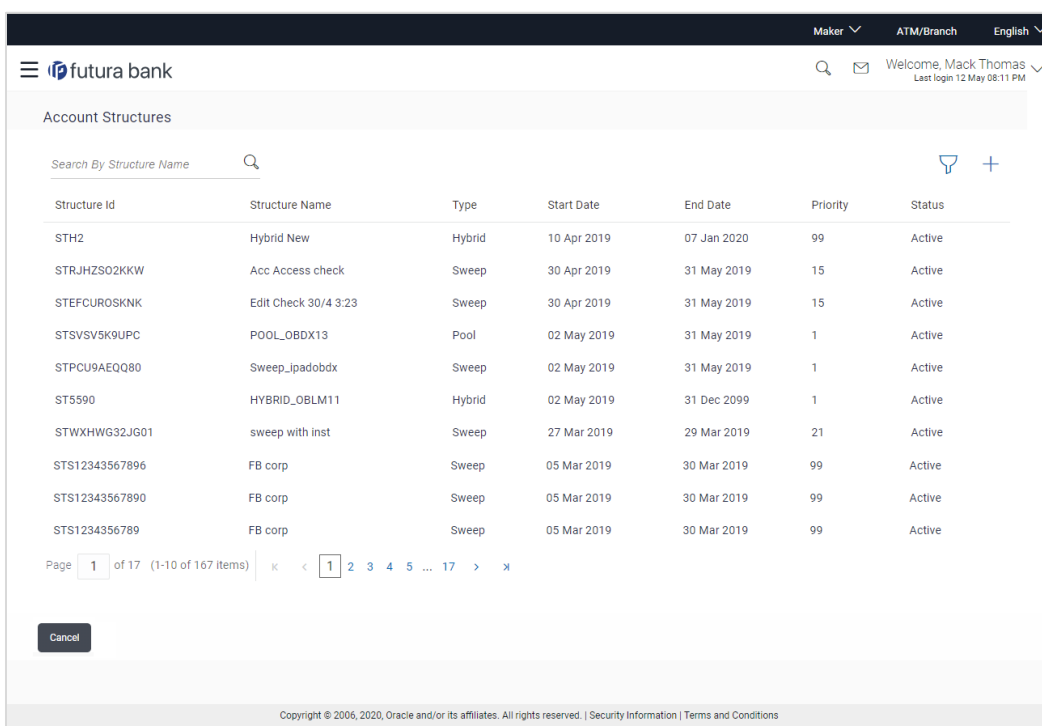 Maker ATM/Branch English
futura bank Welcome, Mack Thomas
Last login 12 May 08:11 PM
Account Structures
Search By Structure Name
Structure Id Structure Name Type Start Date End Date Priority Status
STH2 Hybrid New Hybrid 10 Apr 2019 07 Jan 2020 99 Active
STRJHZSO2KKW Acc Access check Sweep 30 Apr 2019 31 May 2019 15 Active
STEFCUROSKNK Edit Check 30/4 3:23 Sweep 30 Apr 2019 31 May 2019 15 Active
STSVSV5K9UPC POOL_OBDX13 Pool 02 May 2019 31 May 2019 1 Active
STPCU9AEQQ80 Sweep_ipadobdx Sweep 02 May 2019 31 May 2019 1 Active
ST5590 HYBRID_OBLM11 Hybrid 02 May 2019 31 Dec 2099 1 Active
STWXHWG32JG01 sweep with inst Sweep 27 Mar 2019 29 Mar 2019 21 Active
STS12343567896 FB corp Sweep 05 Mar 2019 30 Mar 2019 99 Active
STS12343567890 FB corp Sweep 05 Mar 2019 30 Mar 2019 99 Active
STS1234356789 FB corp Sweep 05 Mar 2019 30 Mar 2019 99 Active
Page 1 of 17 (1-10 of 167 items) 1 2 3 4 5 ... 17
Cancel
Copyright © 2006, 2020, Oracle and/or its affiliates. All rights reserved. | Security Information | Terms and Conditions